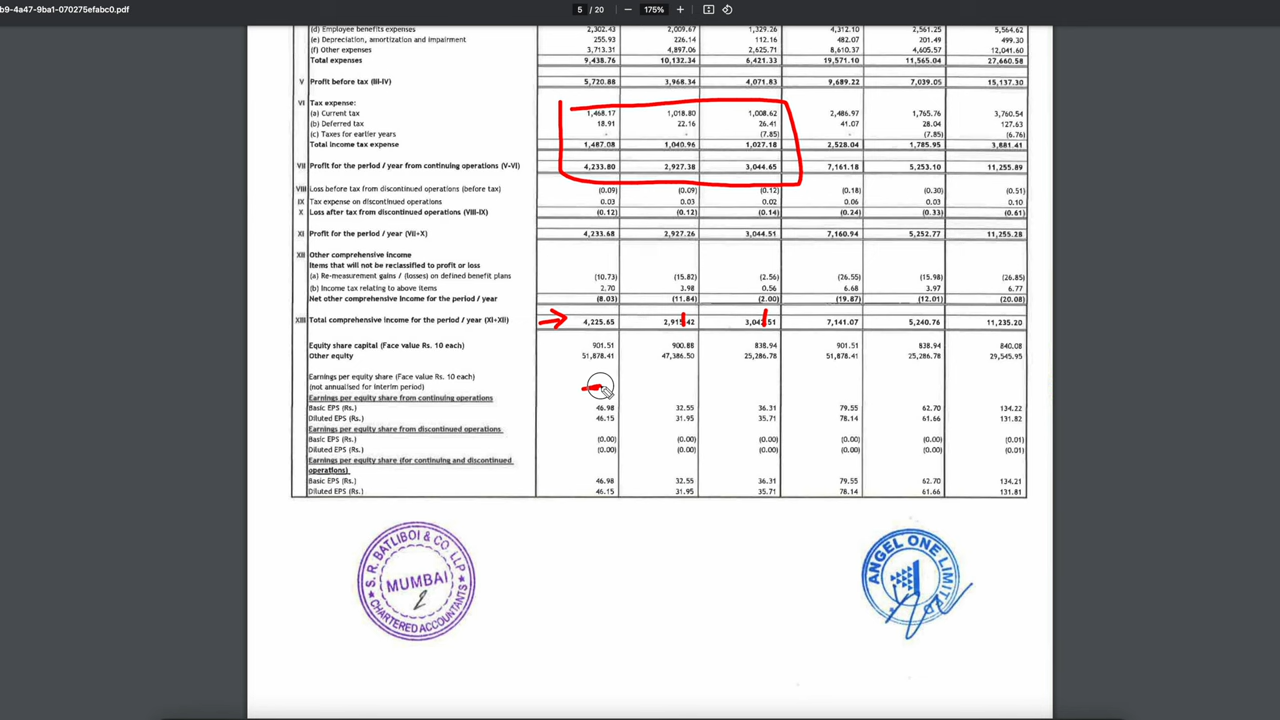 b9-4a47-9ba1-070275efabc0.pdf 5 / 20 175%
(d) Employee benefits expenses 2,302.43 2,009.67 1,329.26 4,312.10 2,561.25 5,564.62
(e) Depreciation, amortization and impairment 255.93 226.14 112.16 482.07 201.49 499.30
(f) Other expenses 3,713.31 4,897.06 2,625.71 8,610.37 4,605.57 12,041.60
Total expenses 9,438.76 10,132.34 6,421.33 19,571.10 11,565.04 27,660.58
V Profit before tax (III-IV) 5,720.88 3,968.34 4,071.83 9,689.22 7,039.05 15,137.30
VI Tax expense:
(a) Current tax 1,468.17 1,018.80 1,008.62 2,486.97 1,765.76 3,760.54
(b) Deferred tax 18.91 22.16 26.41 41.07 28.04 127.63
(c) Taxes for earlier years - - (7.85) - (7.85) (6.76)
Total income tax expense 1,487.08 1,040.96 1,027.18 2,528.04 1,785.95 3,881.41
VII Profit for the period / year from continuing operations (V-VI) 4,233.80 2,927.38 3,044.65 7,161.18 5,253.10 11,255.89
VIII Loss before tax from discontinued operations (before tax) (0.09) (0.09) (0.12) (0.18) (0.30) (0.51)
IX Tax expense on discontinued operations 0.03 0.03 0.02 0.06 0.03 0.10
X Loss after tax from discontinued operations (VIII-IX) (0.12) (0.12) (0.14) (0.24) (0.33) (0.61)
XI Profit for the period / year (VII+X) 4,233.68 2,927.26 3,044.51 7,160.94 5,252.77 11,255.28
XII Other comprehensive income
Items that will not be reclassified to profit or loss
(a) Re-measurement gains / (losses) on defined benefit plans (10.73) (15.82) (2.56) (26.55) (15.98) (26.85)
(b) Income tax relating to above items 2.70 3.98 0.56 6.68 3.97 6.77
Net other comprehensive income for the period / year (8.03) (11.84) (2.00) (19.87) (12.01) (20.08)
XIII Total comprehensive income for the period / year (XI+XII) 4,225.65 2,915.42 3,042.51 7,141.07 5,240.76 11,235.20
Equity share capital (Face value Rs. 10 each) 901.51 900.88 838.94 901.51 838.94 840.08
Other equity 51,878.41 47,386.50 25,286.78 51,878.41 25,286.78 29,545.95
Earnings per equity share (Face value Rs. 10 each)
(not annualised for interim period)
Earnings per equity share from continuing operations
Basic EPS (Rs.) 46.98 32.55 36.31 79.55 62.70 134.22
Diluted EPS (Rs.) 46.15 31.95 35.71 78.14 61.66 131.82
Earnings per equity share from discontinued operations
Basic EPS (Rs.) (0.00) (0.00) (0.00) (0.00) (0.00) (0.01)
Diluted EPS (Rs.) (0.00) (0.00) (0.00) (0.00) (0.00) (0.01)
Earnings per equity share (for continuing and discontinued
operations)
Basic EPS (Rs.) 46.98 32.55 36.31 79.55 62.70 134.21
Diluted EPS (Rs.) 46.15 31.95 35.71 78.14 61.66 131.81
S. R. BATLIBOI & CO. LLP
MUMBAI
2
CHARTERED ACCOUNTANTS
ANGEL ONE LIMITED